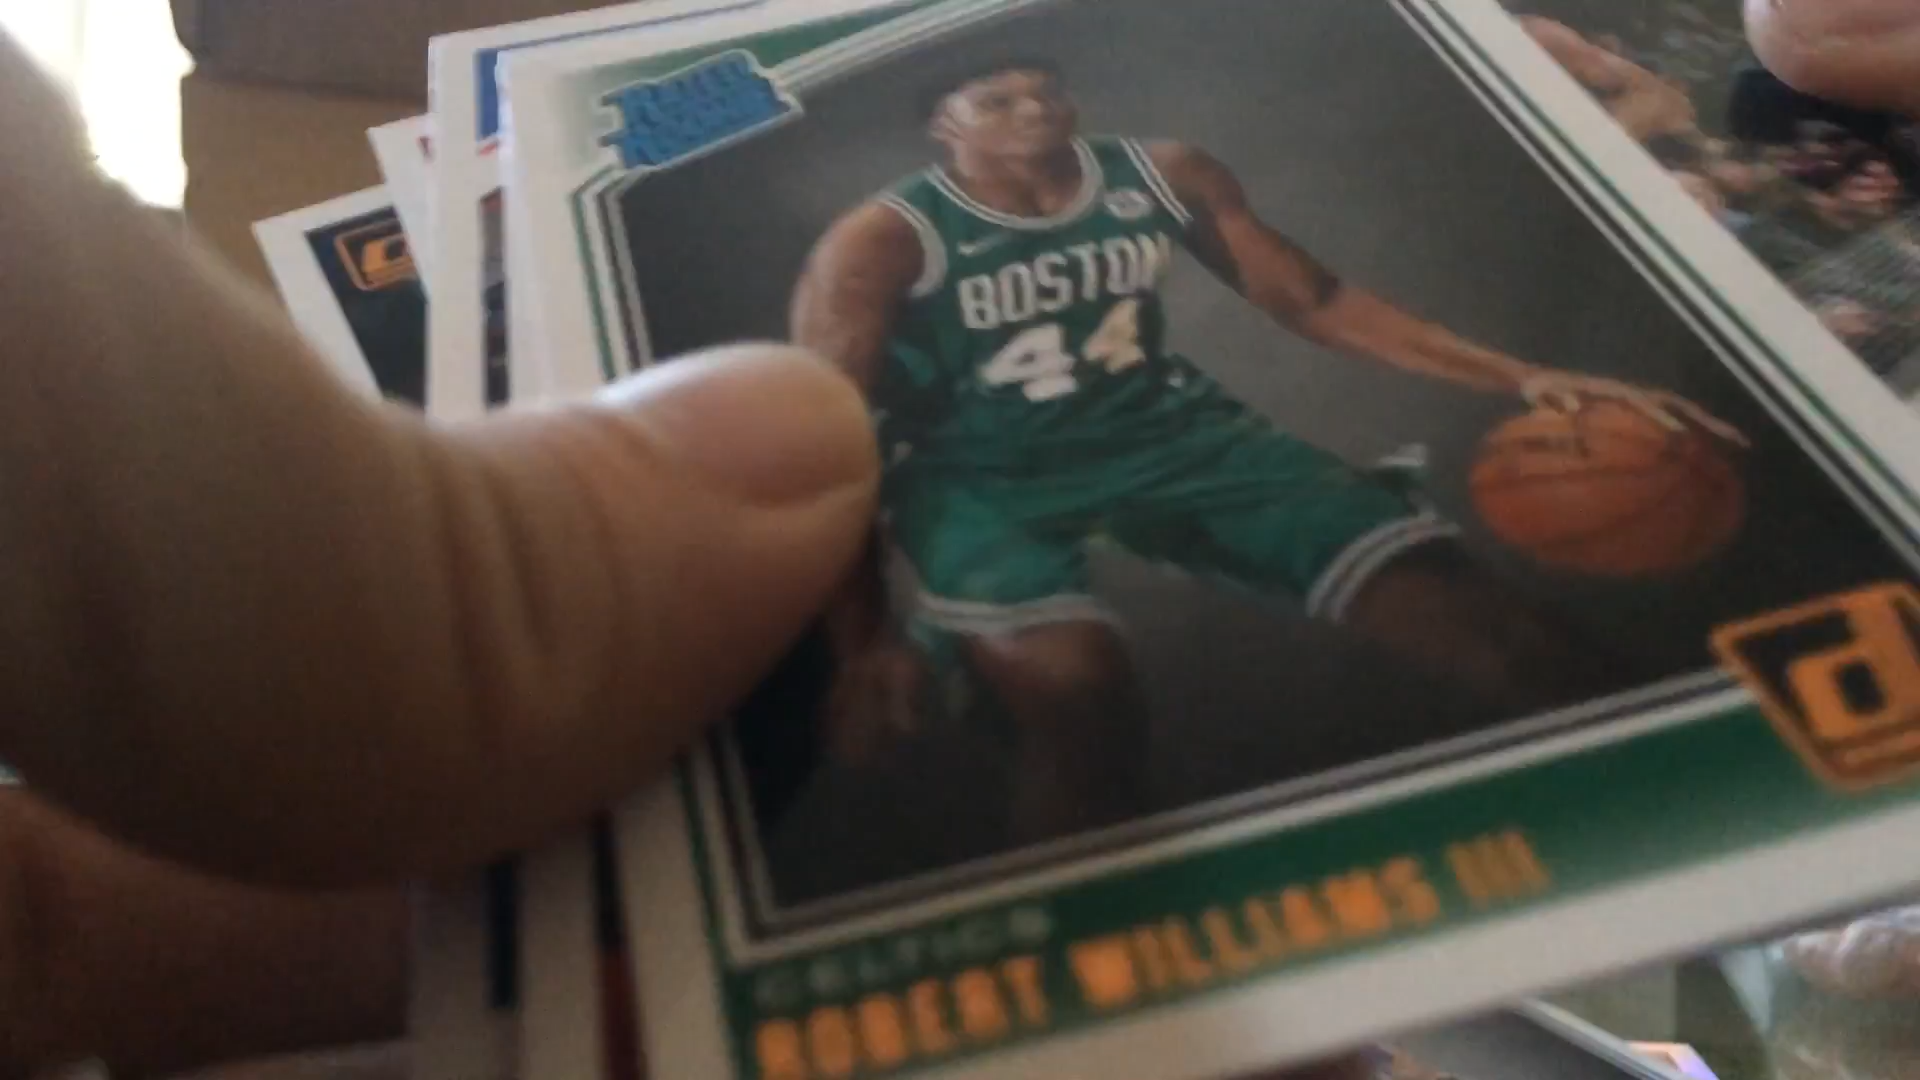 RATED
ROOKIE
BOSTON
44
CELTICS
ROBERT WILLIAMS III